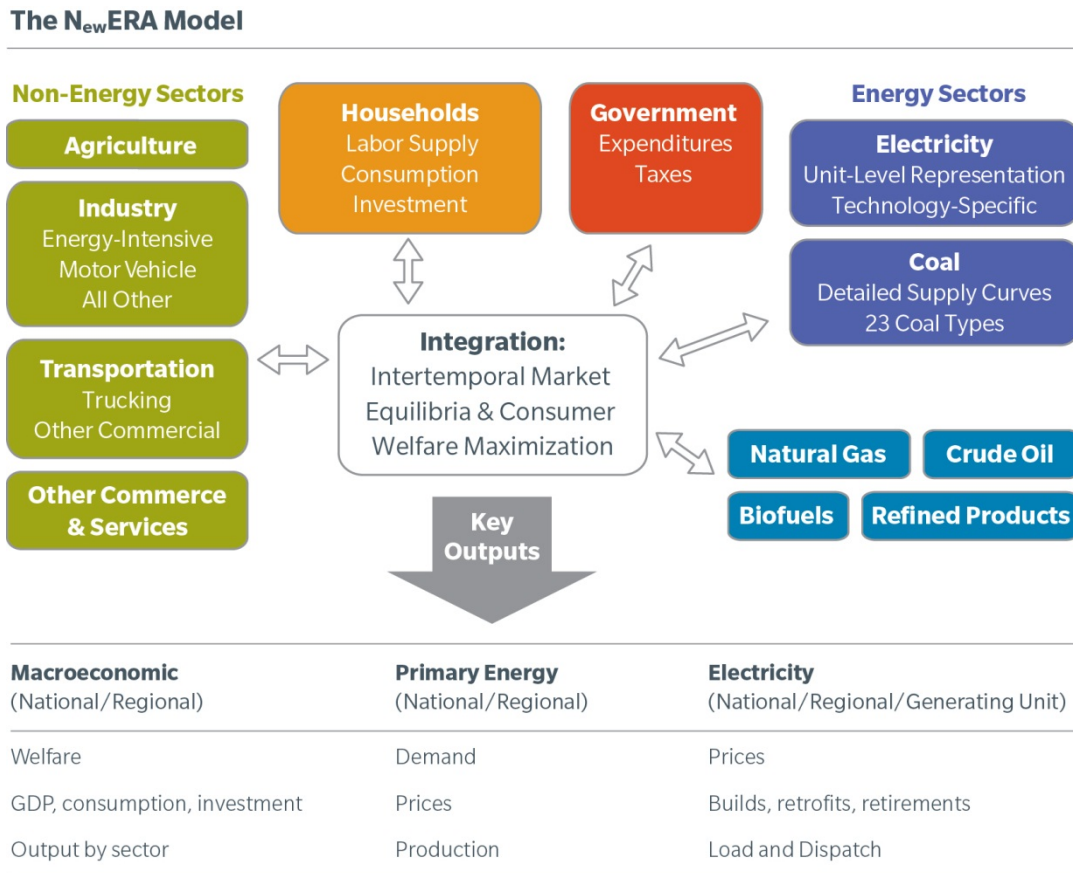 The NewERA Model
Non-Energy Sectors
Agriculture
Industry
Energy-Intensive
Motor Vehicle
All Other
Transportation
Trucking
Other Commercial
Other Commerce
& Services
Households
Labor Supply
Consumption
Investment
Government
Expenditures
Taxes
Energy Sectors
Electricity
Unit-Level Representation
Technology-Specific
Coal
Detailed Supply Curves
23 Coal Types
Integration:
Intertemporal Market
Equilibria & Consumer
Welfare Maximization
Natural Gas
Crude Oil
Biofuels
Refined Products
Key
Outputs
Macroeconomic
(National/Regional)
Primary Energy
(National/Regional)
Electricity
(National/Regional/Generating Unit)
Welfare
Demand
Prices
GDP, consumption, investment
Prices
Builds, retrofits, retirements
Output by sector
Production
Load and Dispatch